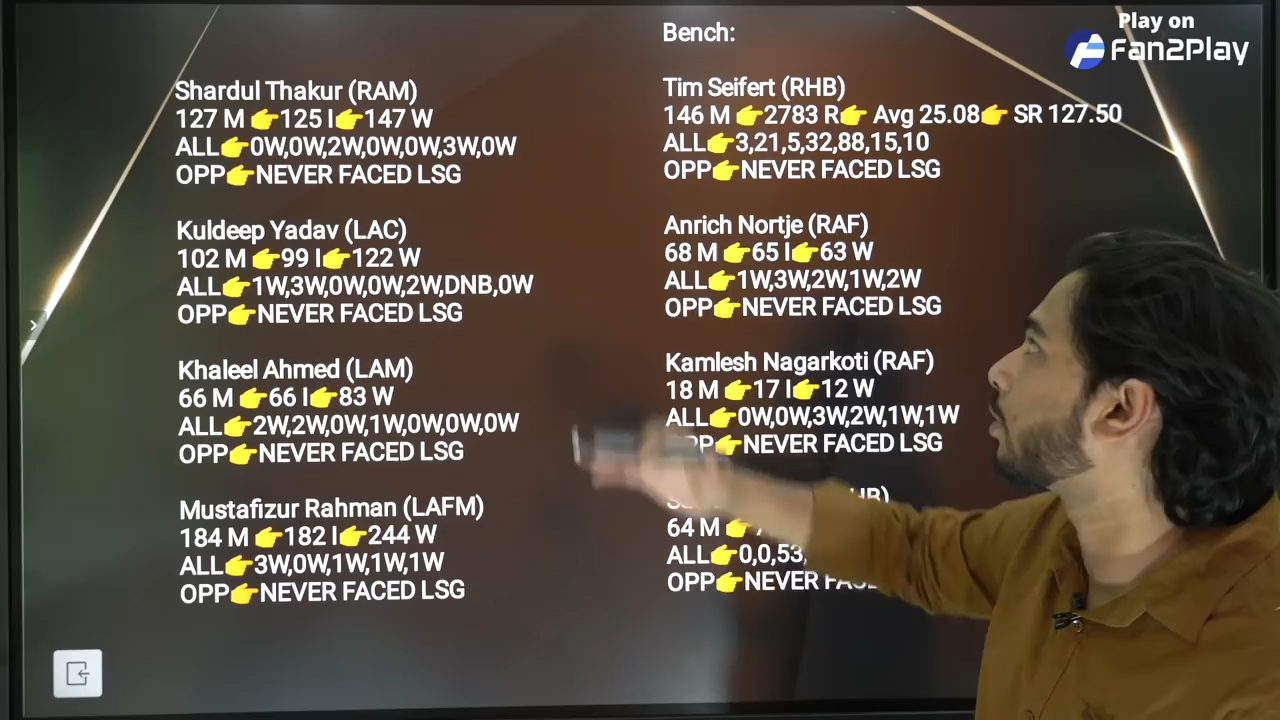 Play on
Fan2Play
Shardul Thakur (RAM)
127 M 👉125 I👉147 W
ALL👉0W,0W,2W,0W,0W,3W,0W
OPP👉NEVER FACED LSG
Kuldeep Yadav (LAC)
102 M 👉99 I👉122 W
ALL👉1W,3W,0W,0W,2W,DNB,0W
OPP👉NEVER FACED LSG
Khaleel Ahmed (LAM)
66 M 👉66 I👉83 W
ALL👉2W,2W,0W,1W,0W,0W,0W
OPP👉NEVER FACED LSG
Mustafizur Rahman (LAFM)
184 M 👉182 I👉244 W
ALL👉3W,0W,1W,1W,1W
OPP👉NEVER FACED LSG
Bench:
Tim Seifert (RHB)
146 M 👉2783 R👉 Avg 25.08👉 SR 127.50
ALL👉3,21,5,32,88,15,10
OPP👉NEVER FACED LSG
Anrich Nortje (RAF)
68 M 👉65 I👉63 W
ALL👉1W,3W,2W,1W,2W
OPP👉NEVER FACED LSG
Kamlesh Nagarkoti (RAF)
18 M 👉17 I👉12 W
ALL👉0W,0W,3W,2W,1W,1W
👉NEVER FACED LSG
64 M 👉
ALL👉0,0,53,
OPP👉NEVER